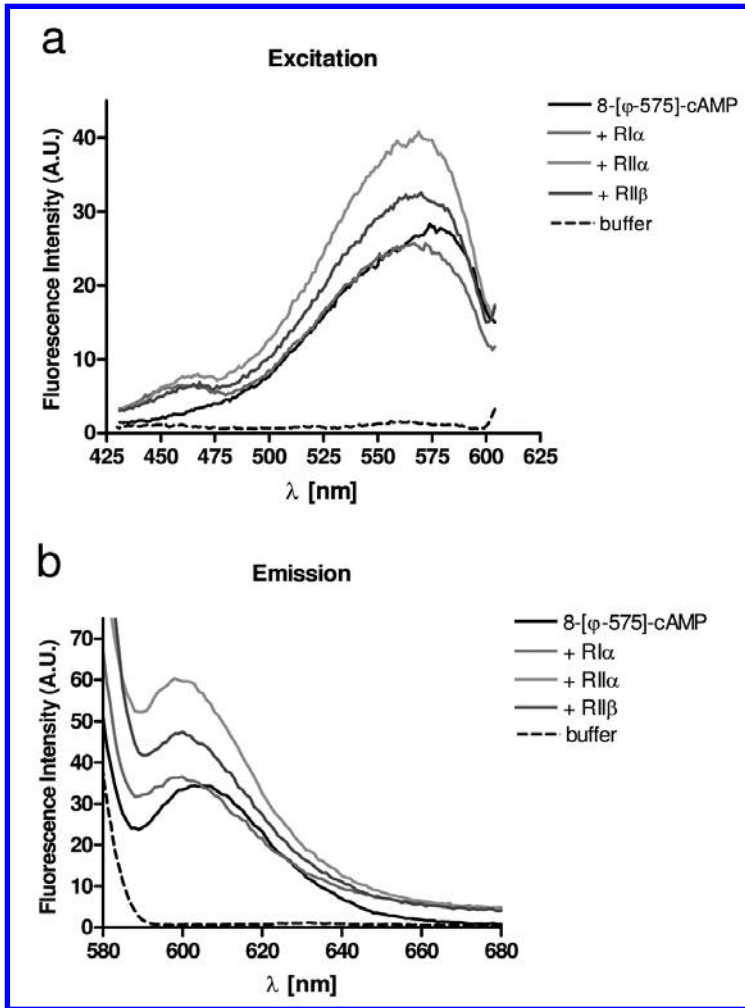 a
Excitation
8-[φ-575]-cAMP
+ RIα
+ RIIα
+ RIIβ
buffer
Fluorescence Intensity (A.U.)
40
30
20
10
0
425 450 475 500 525 550 575 600 625
λ [nm]
b
Emission
8-[φ-575]-cAMP
+ RIα
+ RIIα
+ RIIβ
buffer
Fluorescence Intensity (A.U.)
70
60
50
40
30
20
10
0
580 600 620 640 660 680
λ [nm]